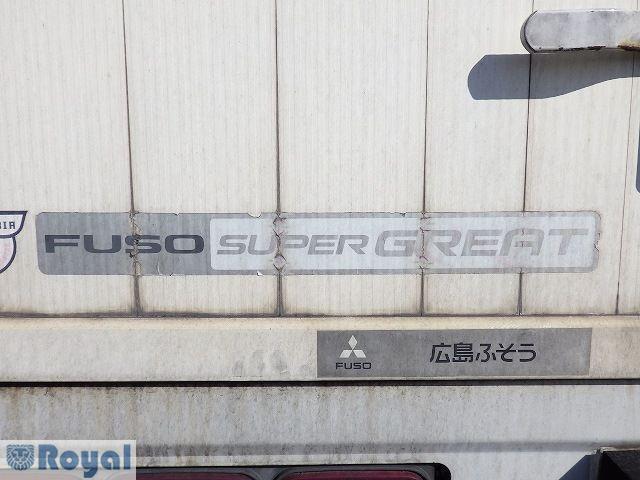 FUSO SUPER GREAT
FUSO 広島ふそう
Royal